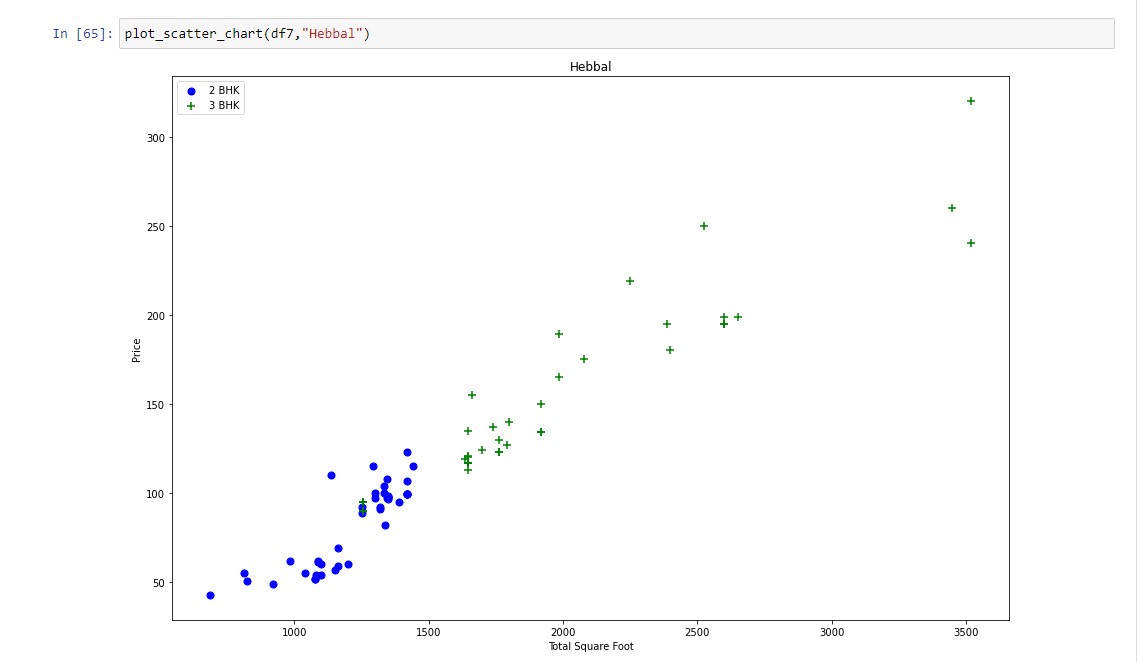 In [65]: plot_scatter_chart(df7,"Hebbal")
Hebbal
2 BHK
3 BHK
300
250
200
150
100
50
Price
1000 1500 2000 2500 3000 3500
Total Square Foot